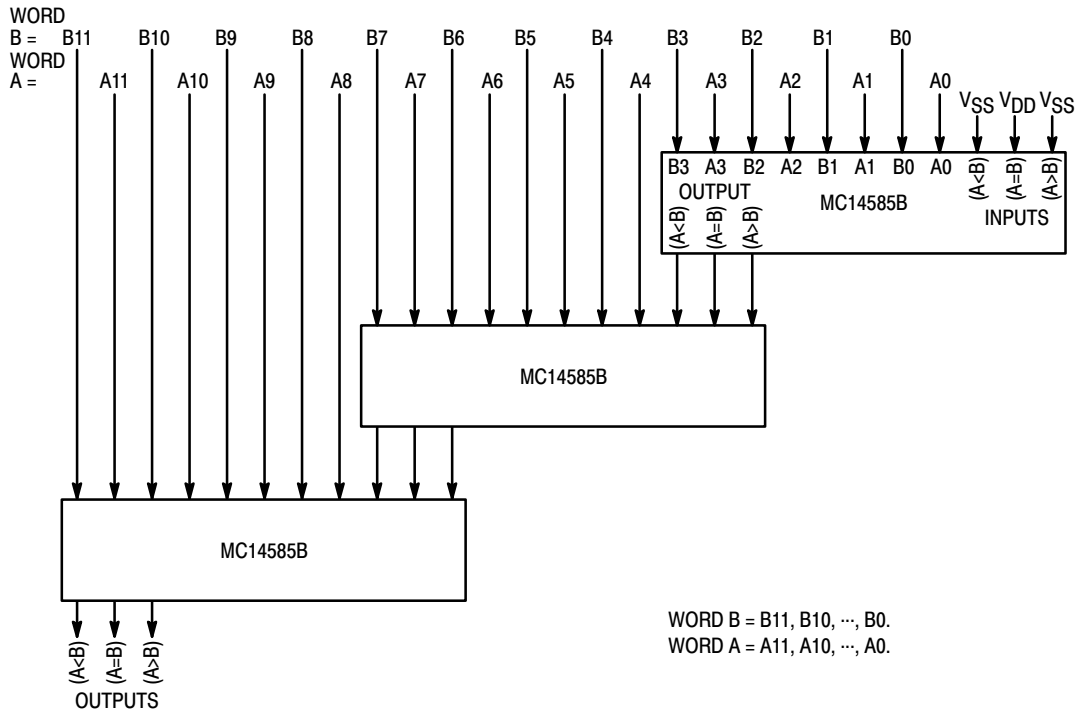 WORD
B = B11 B10 B9 B8 B7 B6 B5 B4 B3 B2 B1 B0
WORD
A = A11 A10 A9 A8 A7 A6 A5 A4 A3 A2 A1 A0
VSS VDD VSS
B3 A3 B2 A2 B1 A1 B0 A0 (A<B) (A=B) (A>B)
OUTPUT
MC14585B
INPUTS
(A<B) (A=B) (A>B)
MC14585B
MC14585B
(A<B) (A=B) (A>B)
OUTPUTS
WORD B = B11, B10, ···, B0.
WORD A = A11, A10, ···, A0.